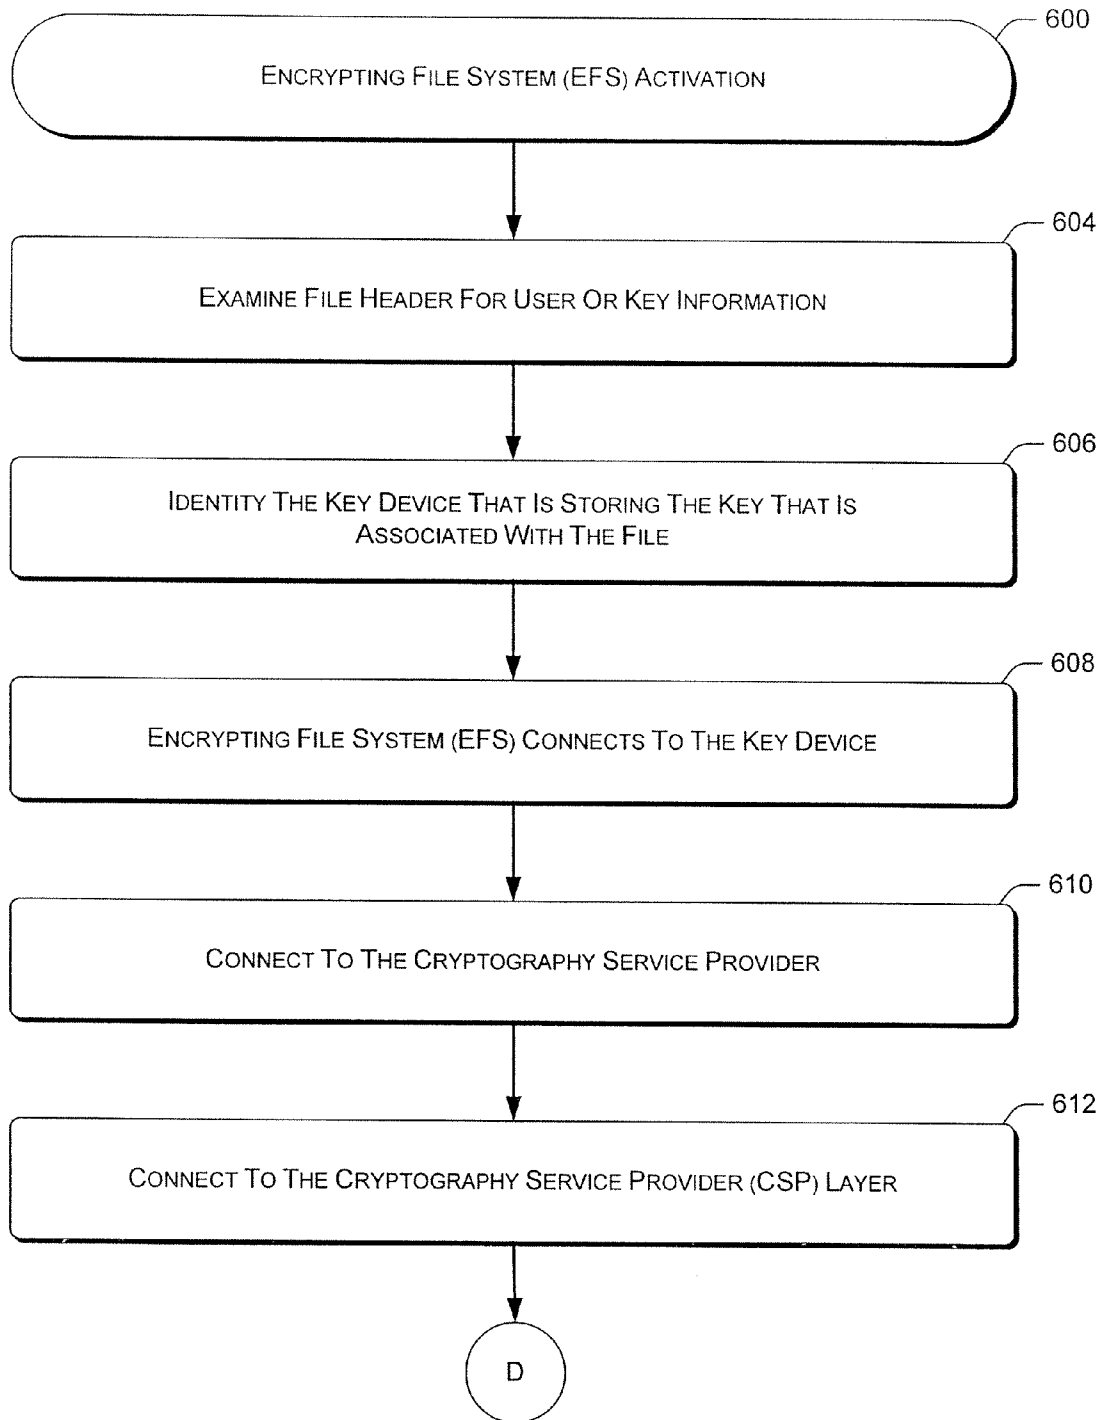 600
ENCRYPTING FILE SYSTEM (EFS) ACTIVATION
604
EXAMINE FILE HEADER FOR USER OR KEY INFORMATION
606
IDENTITY THE KEY DEVICE THAT IS STORING THE KEY THAT IS
ASSOCIATED WITH THE FILE
608
ENCRYPTING FILE SYSTEM (EFS) CONNECTS TO THE KEY DEVICE
610
CONNECT TO THE CRYPTOGRAPHY SERVICE PROVIDER
612
CONNECT TO THE CRYPTOGRAPHY SERVICE PROVIDER (CSP) LAYER
D